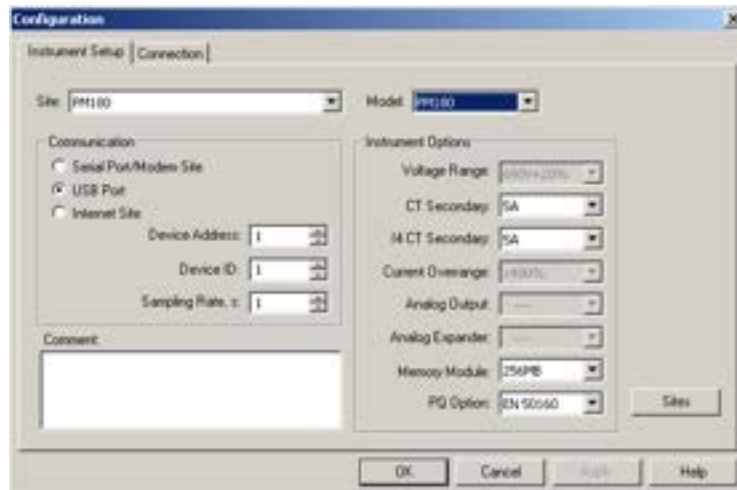 Configuration
Instrument Setup
Connection
Site: PM180
Model: PM180
Communication
Serial Port/Modem Site
USB Port
Internet Site
Device Address: 1
Device ID: 1
Sampling Rate, s: 1
Comment:
Instrument Options
Voltage Range: 690V+20%
CT Secondary: 5A
I4 CT Secondary: 5A
Current Overrange:
Analog Output: ----
Analog Expander: ----
Memory Module: 256MB
PQ Option: EN 50160
Sites
OK
Cancel
Apply
Help